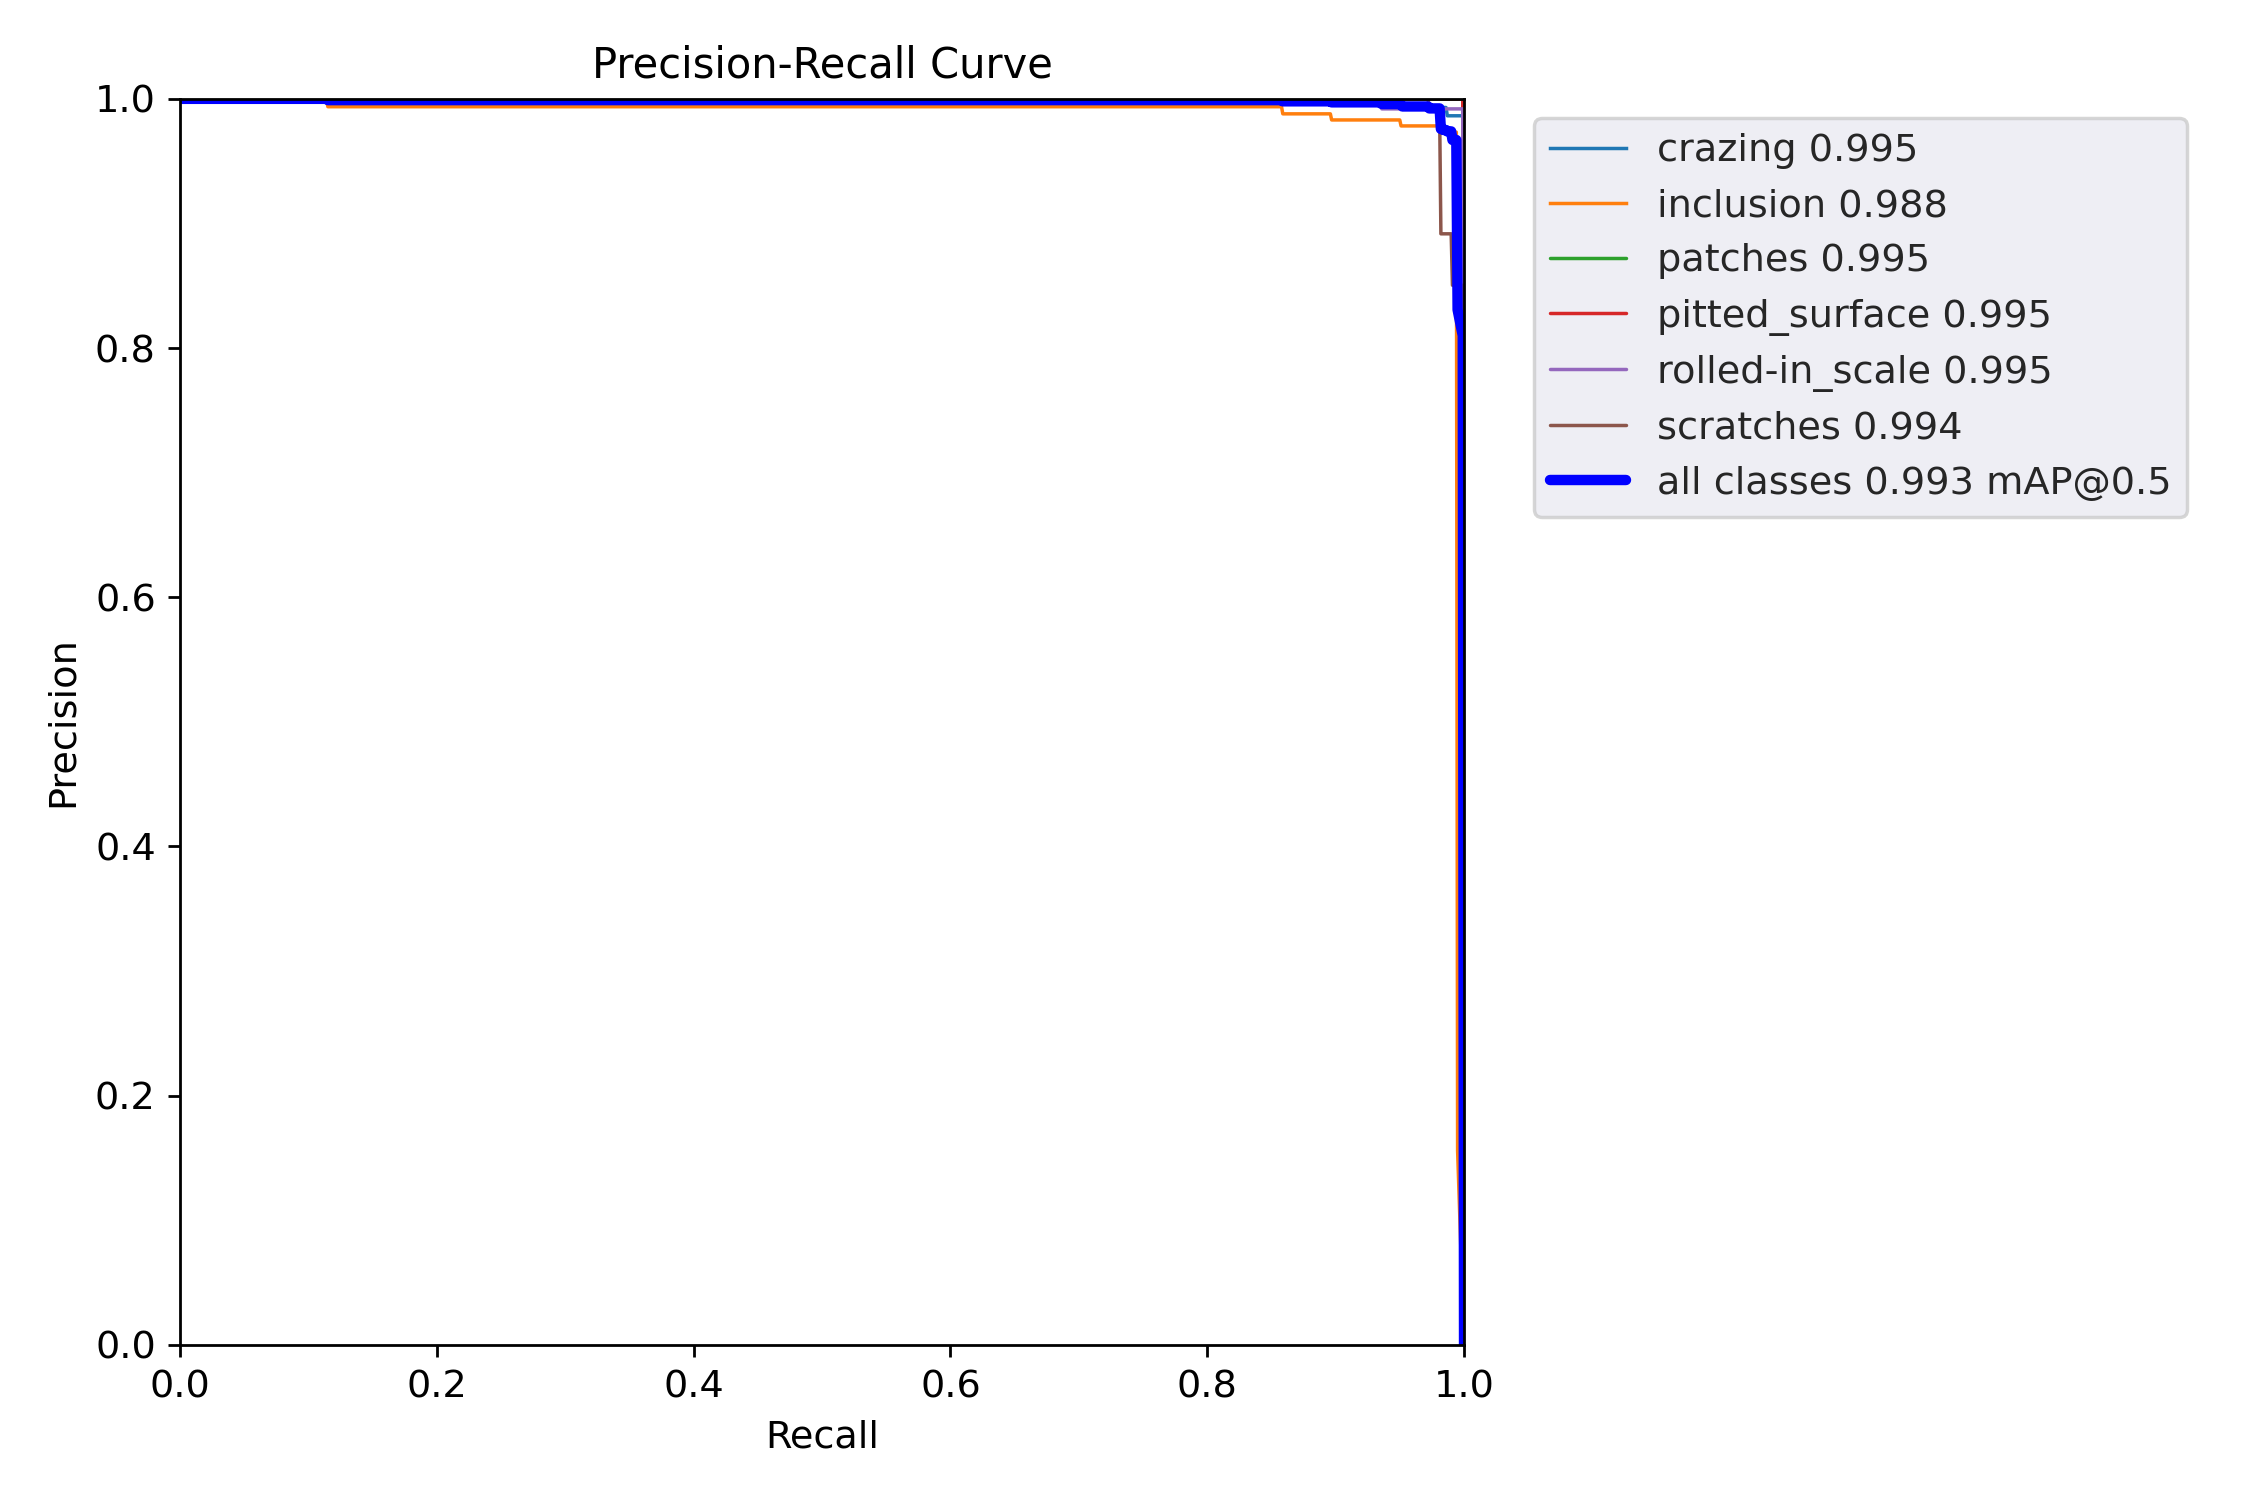 Precision-Recall Curve
1.0
0.8
0.6
0.4
0.2
0.0
Precision
0.0 0.2 0.4 0.6 0.8 1.0
Recall
crazing 0.995
inclusion 0.988
patches 0.995
pitted_surface 0.995
rolled-in_scale 0.995
scratches 0.994
all classes 0.993 mAP@0.5